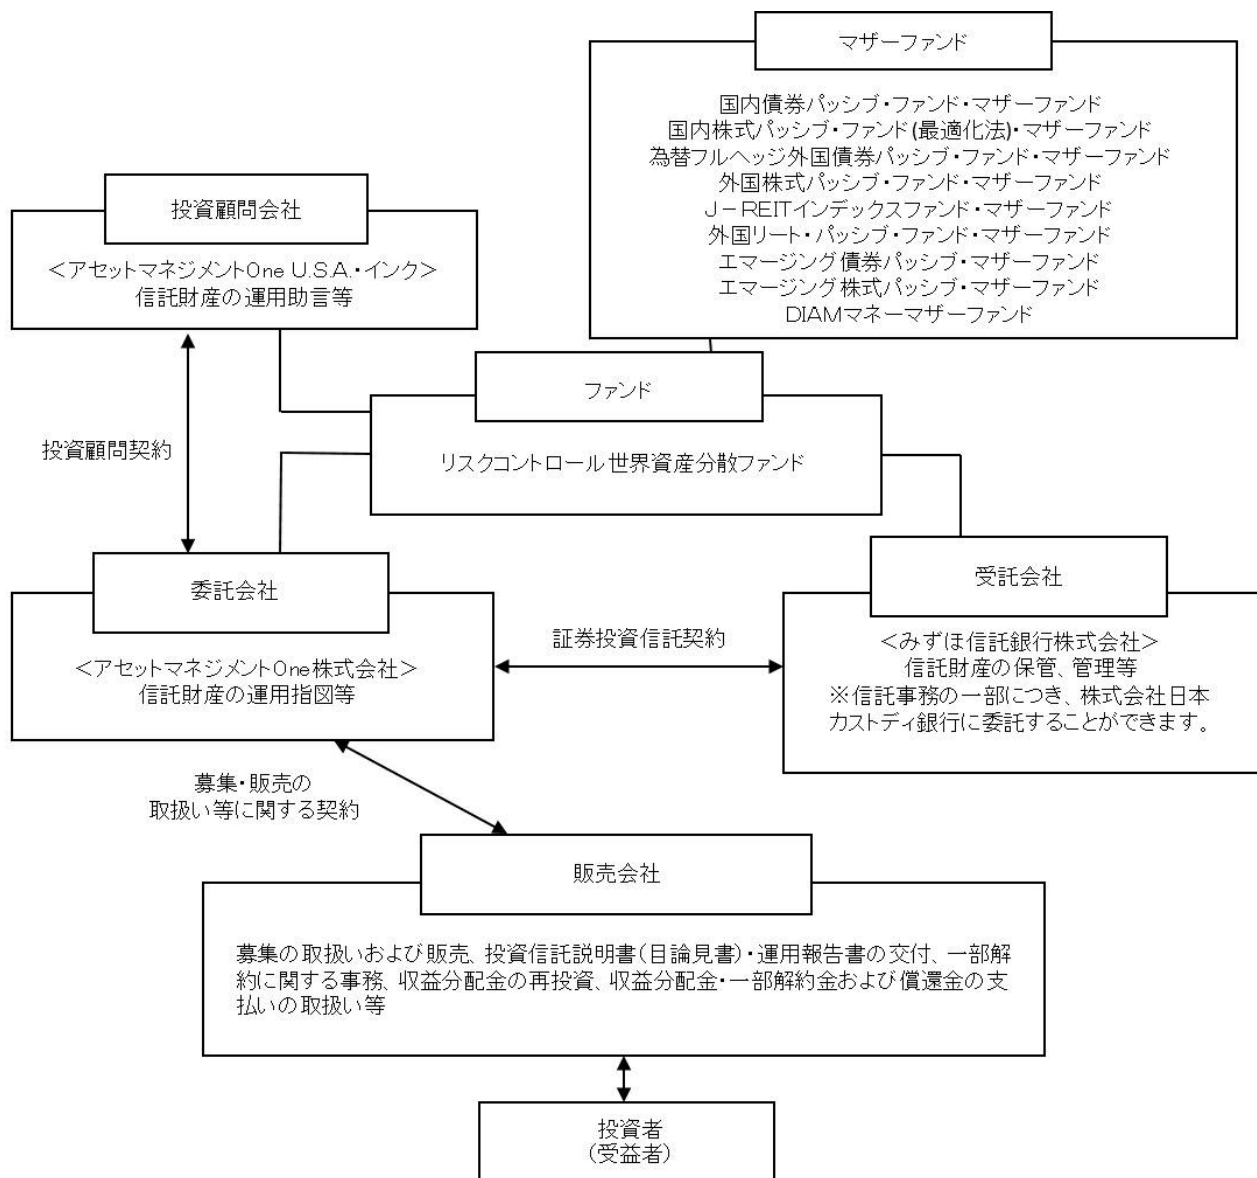 マザーファンド
国内債券パッシブ・ファンド・マザーファンド
国内株式パッシブ・ファンド(最適化法)・マザーファンド
為替フルヘッジ外国債券パッシブ・ファンド・マザーファンド
外国株式パッシブ・ファンド・マザーファンド
J-REITインデックスファンド・マザーファンド
外国リート・パッシブ・ファンド・マザーファンド
エマージング債券パッシブ・マザーファンド
エマージング株式パッシブ・マザーファンド
DIAMマネーマザーファンド
投資顧問会社
<アセットマネジメントOne U.S.A.・インク>
信託財産の運用助言等
ファンド
リスクコントロール世界資産分散ファンド
投資顧問契約
委託会社
<アセットマネジメントOne株式会社>
信託財産の運用指図等
証券投資信託契約
受託会社
<みずほ信託銀行株式会社>
信託財産の保管、管理等
※信託事務の一部につき、株式会社日本
カストディ銀行に委託することができます。
募集・販売の
取扱い等に関する契約
販売会社
募集の取扱いおよび販売、投資信託説明書(目論見書)・運用報告書の交付、一部解
約に関する事務、収益分配金の再投資、収益分配金・一部解約金および償還金の支
払いの取扱い等
投資者
(受益者)